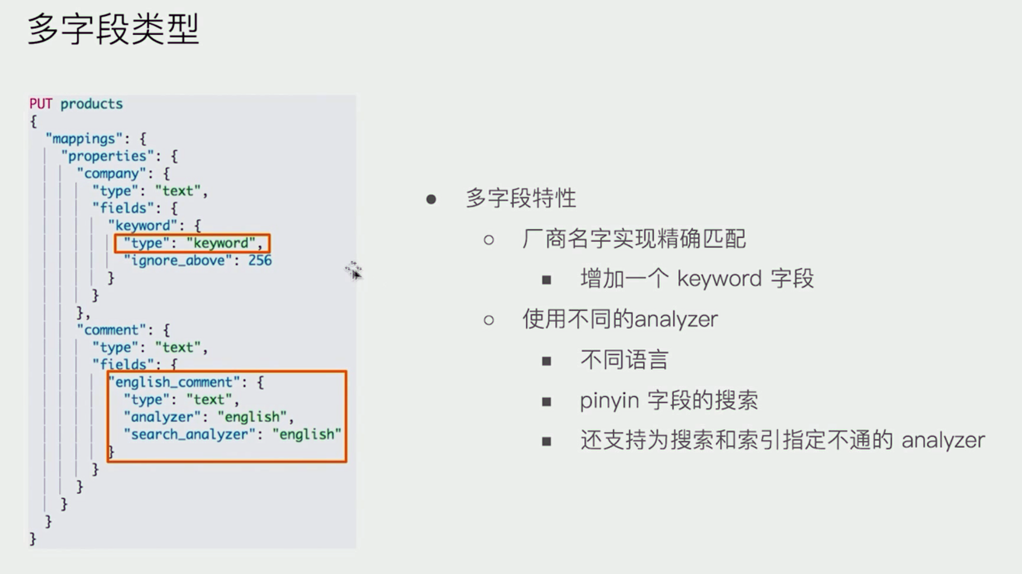 多字段类型
PUT products
{
  "mappings": {
    "properties": {
      "company": {
        "type": "text",
        "fields": {
          "keyword": {
            "type": "keyword",
            "ignore_above": 256
          }
        }
      },
      "comment": {
        "type": "text",
        "fields": {
          "english_comment": {
            "type": "text",
            "analyzer": "english",
            "search_analyzer": "english"
          }
        }
      }
    }
  }
}
● 多字段特性
○ 厂商名字实现精确匹配
■ 增加一个 keyword 字段
○ 使用不同的analyzer
■ 不同语言
■ pinyin 字段的搜索
■ 还支持为搜索和索引指定不通的 analyzer